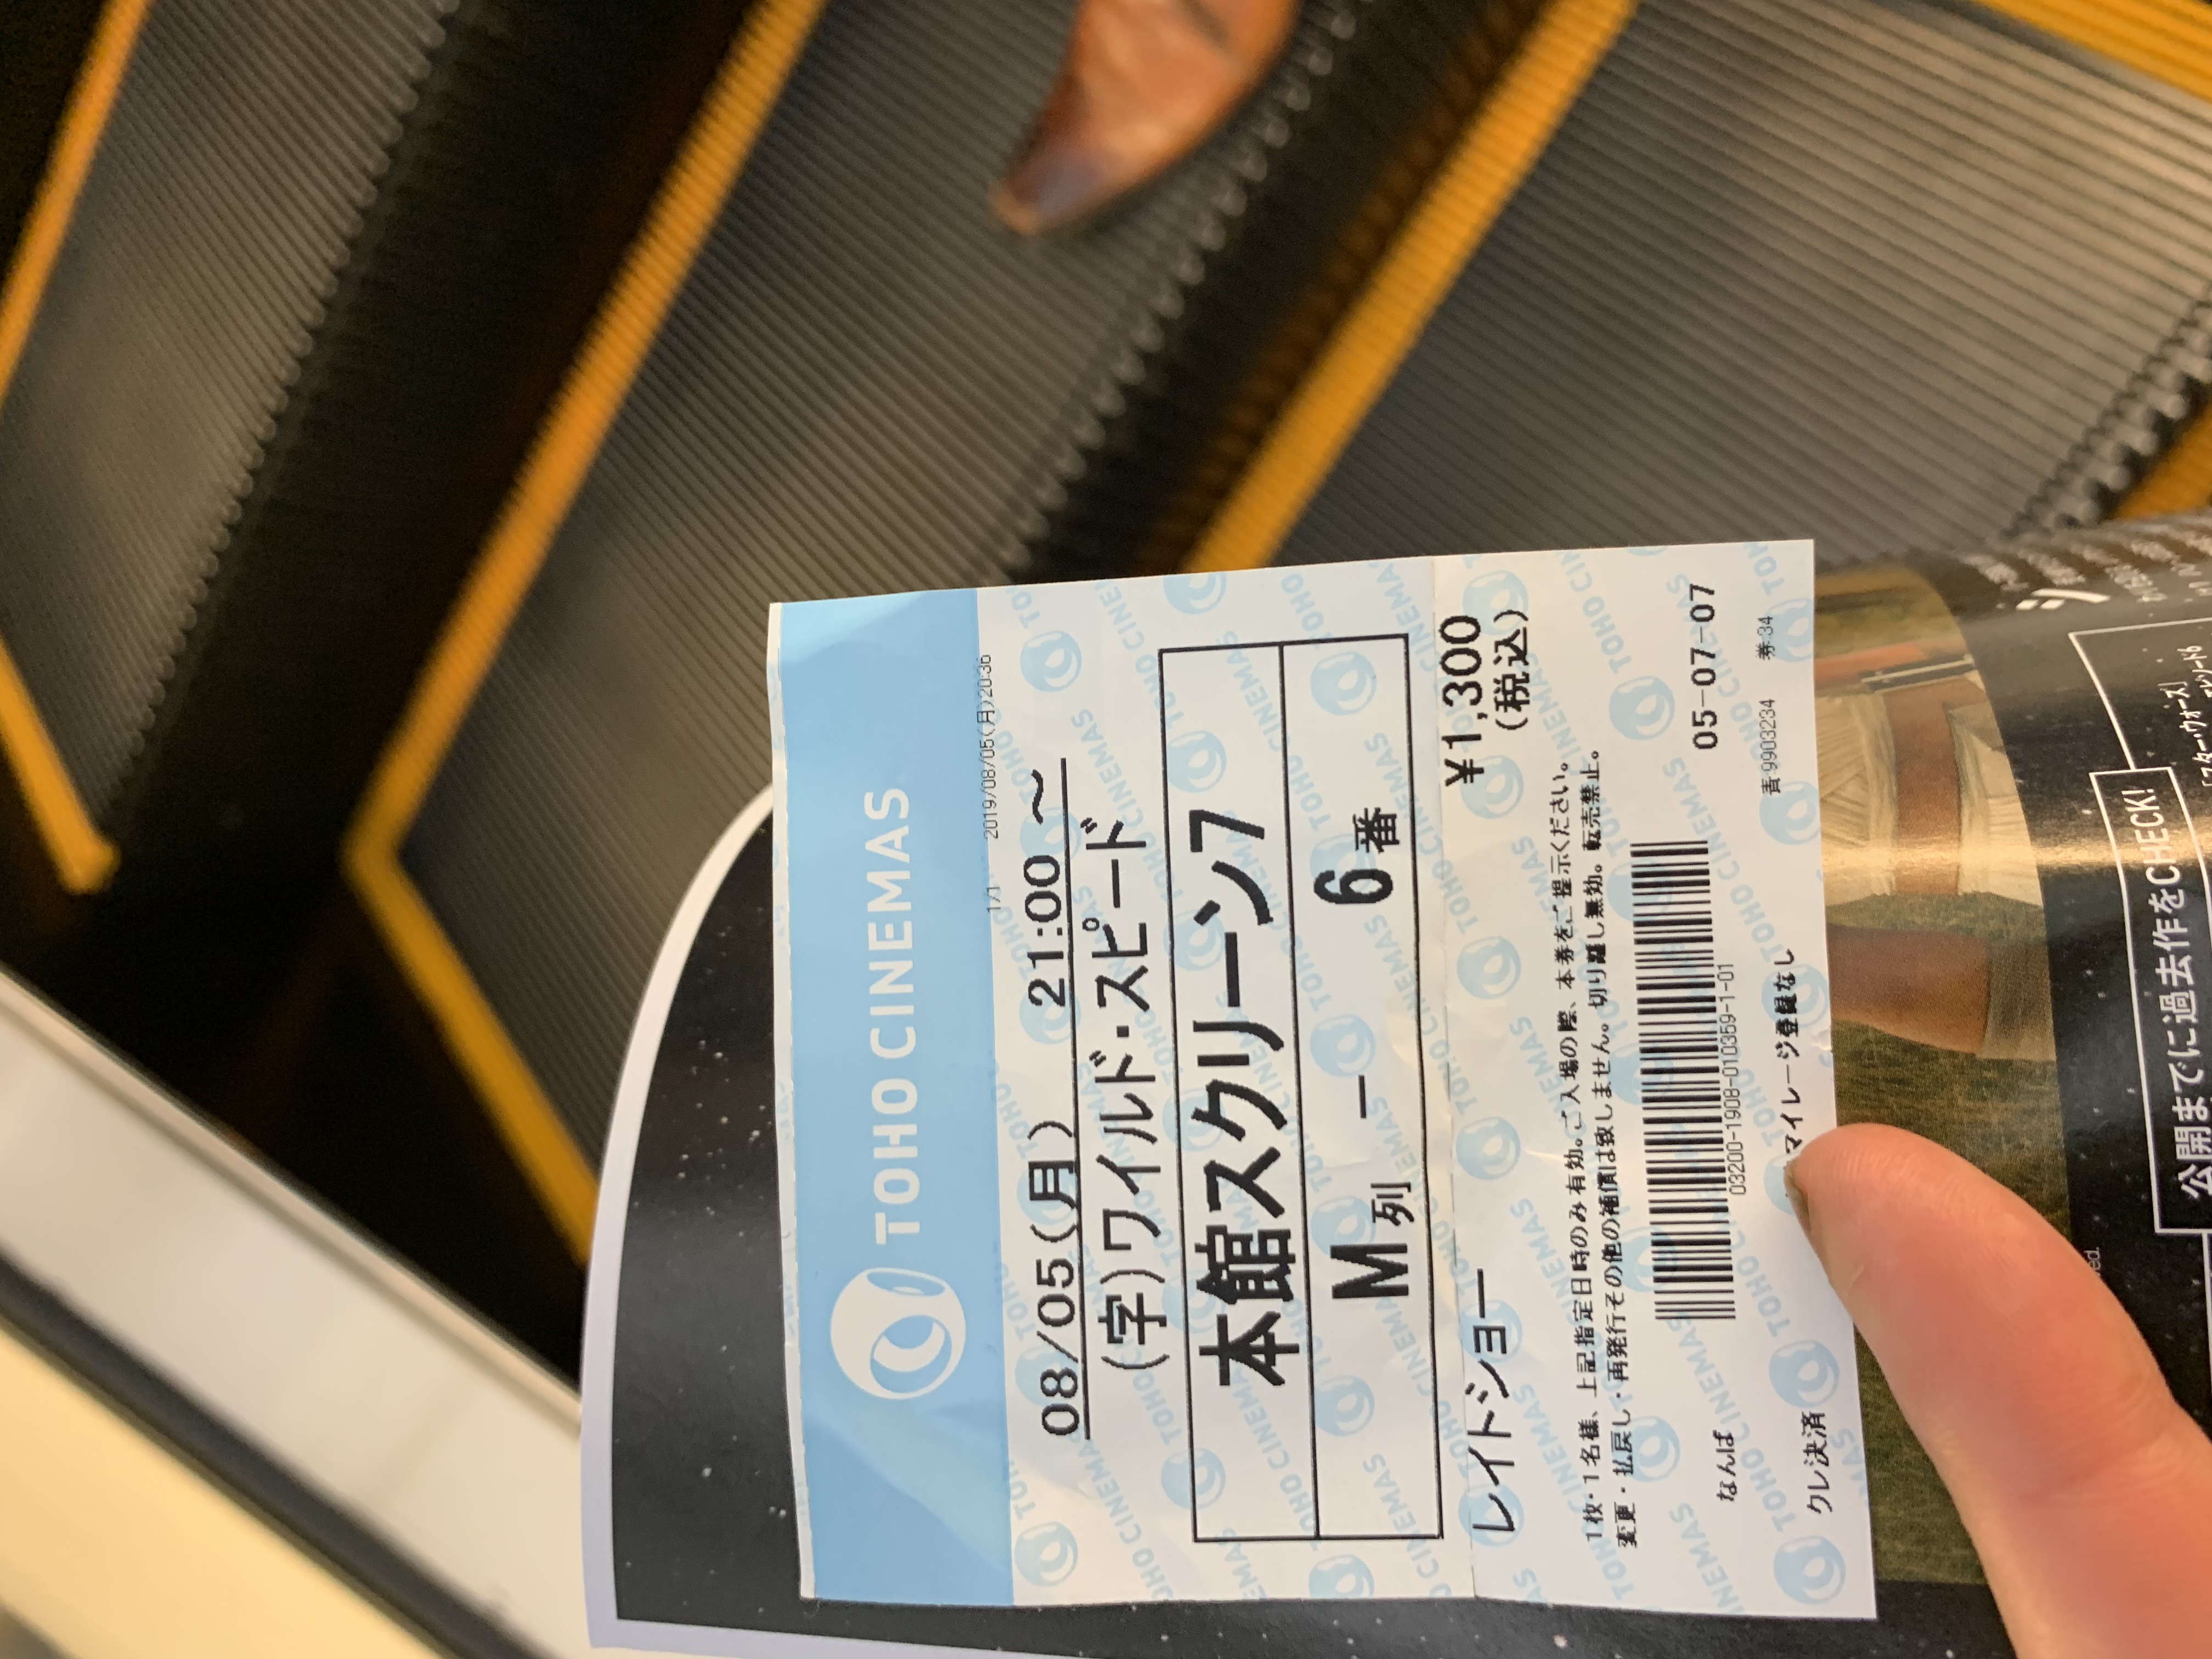 TOHO CINEMAS
1/1 2019/08/05(月)20:36
08/05(月) 21:00 ～
(字)ワイルド・スピード
本館スクリーン7
M列 － 6番
レイトショー ¥1,300
(税込)
1枚・1名様、上記指定日時のみ有効。ご入場の際、本券をご提示ください。
変更・払戻し・再発行その他の補償は致しません。切り離し無効。転売禁止。
なんば 05-07-07
03200-1908-010359-1-01
クレ決済 マイレージ登録なし 青9903234 券:34
公開までに過去作をCHECK!